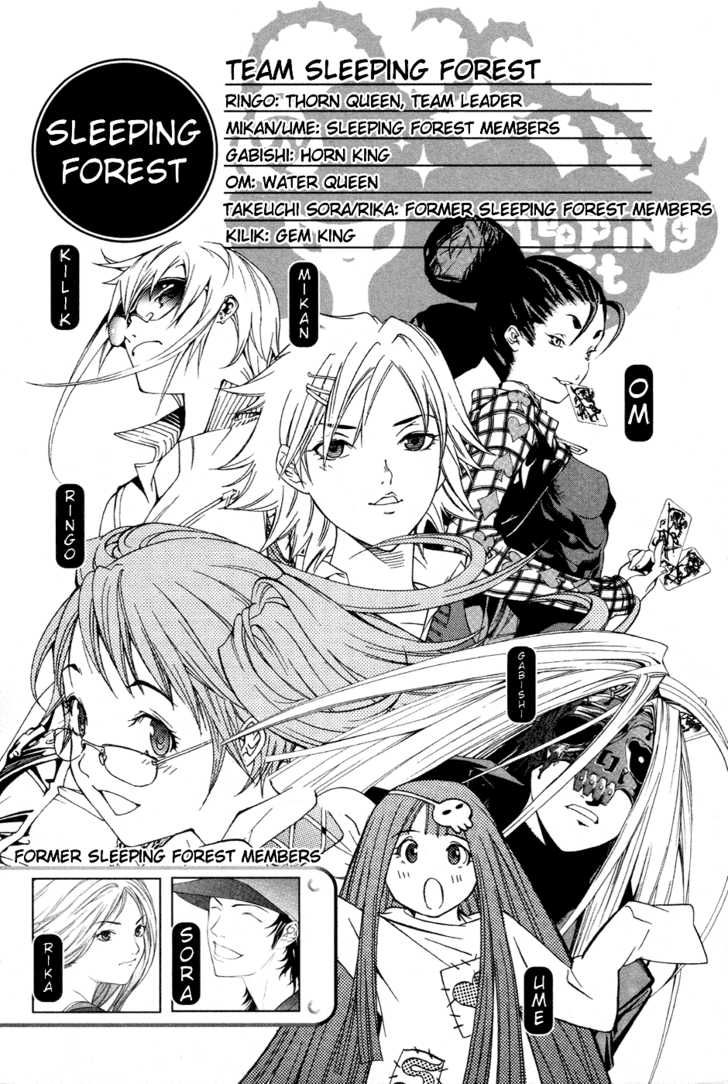 SLEEPING
FOREST
TEAM SLEEPING FOREST
RINGO: THORN QUEEN, TEAM LEADER
MIKAN/UME: SLEEPING FOREST MEMBERS
GABISHI: HORN KING
OM: WATER QUEEN
TAKEUCHI SORA/RIKA: FORMER SLEEPING FOREST MEMBERS
KILIK: GEM KING
KILIK
MIKAN
OM
RINGO
GABISHI
FORMER SLEEPING FOREST MEMBERS
RIKA
SORA
UME